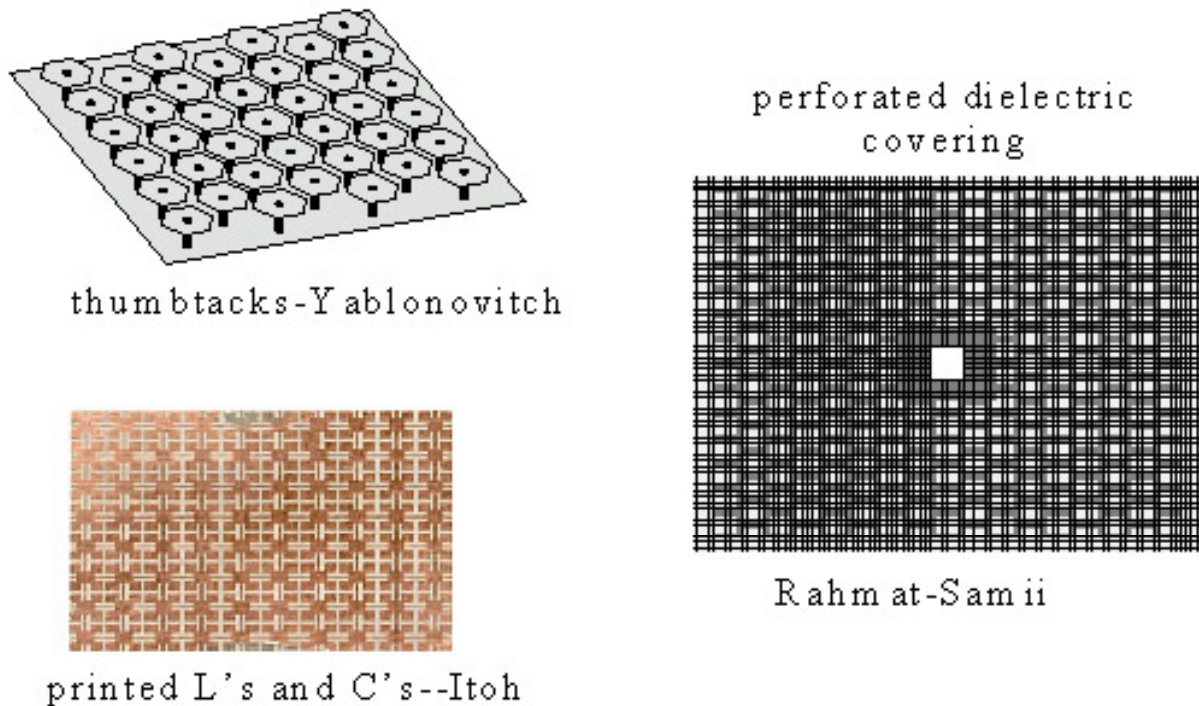 thumbtacks-Yablonovitch
printed L's and C's--Itoh
perforated dielectric
covering
Rahmat-Samii